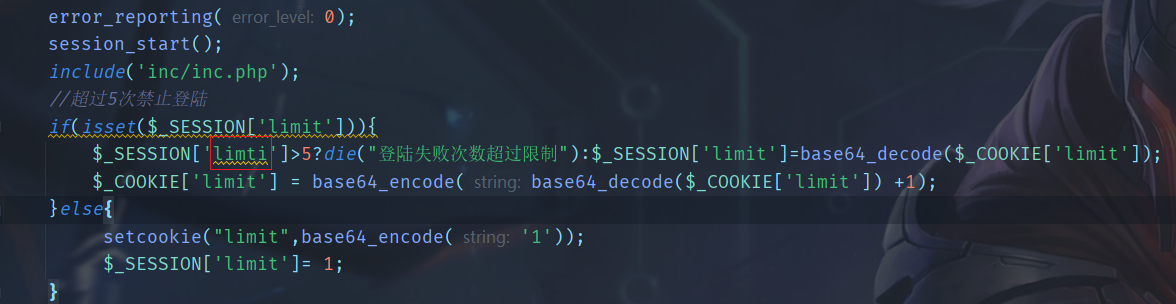 error_reporting( error_level: 0);
session_start();
include('inc/inc.php');
//超过5次禁止登陆
if(isset($_SESSION['limit'])){
$_SESSION['limti']>5?die("登陆失败次数超过限制"):$_SESSION['limit']=base64_decode($_COOKIE['limit']);
$_COOKIE['limit'] = base64_encode( string: base64_decode($_COOKIE['limit']) +1);
}else{
setcookie("limit",base64_encode( string: '1'));
$_SESSION['limit']= 1;
}